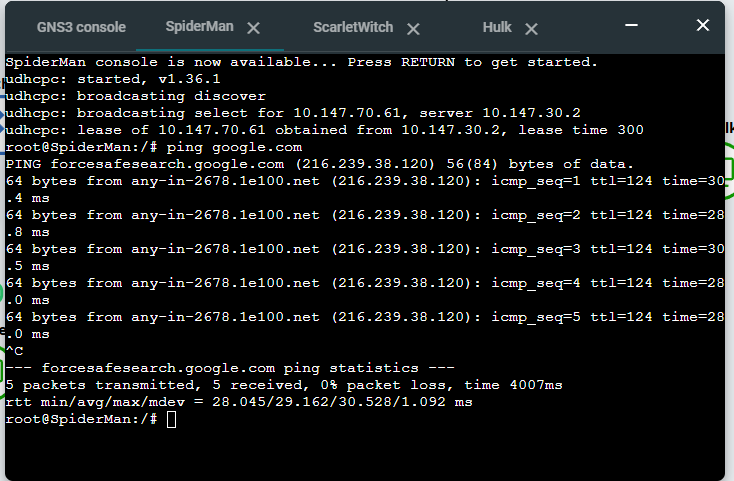 GNS3 console SpiderMan ScarletWitch Hulk
SpiderMan console is now available... Press RETURN to get started.
udhcpc: started, v1.36.1
udhcpc: broadcasting discover
udhcpc: broadcasting select for 10.147.70.61, server 10.147.30.2
udhcpc: lease of 10.147.70.61 obtained from 10.147.30.2, lease time 300
root@SpiderMan:/# ping google.com
PING forcesafesearch.google.com (216.239.38.120) 56(84) bytes of data.
64 bytes from any-in-2678.1e100.net (216.239.38.120): icmp_seq=1 ttl=124 time=30
.4 ms
64 bytes from any-in-2678.1e100.net (216.239.38.120): icmp_seq=2 ttl=124 time=28
.8 ms
64 bytes from any-in-2678.1e100.net (216.239.38.120): icmp_seq=3 ttl=124 time=30
.5 ms
64 bytes from any-in-2678.1e100.net (216.239.38.120): icmp_seq=4 ttl=124 time=28
.0 ms
64 bytes from any-in-2678.1e100.net (216.239.38.120): icmp_seq=5 ttl=124 time=28
.0 ms
^C
--- forcesafesearch.google.com ping statistics ---
5 packets transmitted, 5 received, 0% packet loss, time 4007ms
rtt min/avg/max/mdev = 28.045/29.162/30.528/1.092 ms
root@SpiderMan:/#